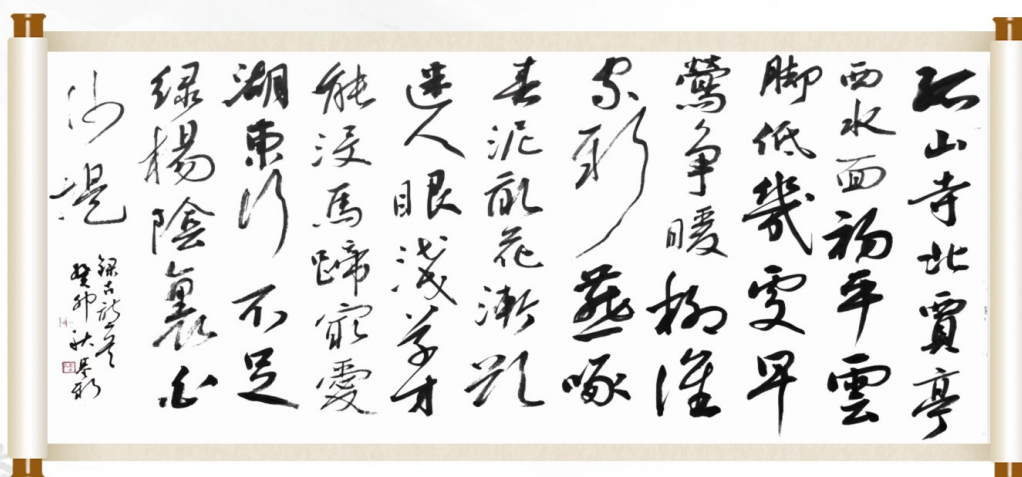 孤山寺北賈亭
西水面初平雲
脚低幾處早
鶯争暖樹誰
家新燕啄
春泥亂花漸欲
迷人眼淺草才
能没馬蹄最愛
湖東行不足
绿楊陰裏白
沙堤
錄古詩一首
癸卯秋